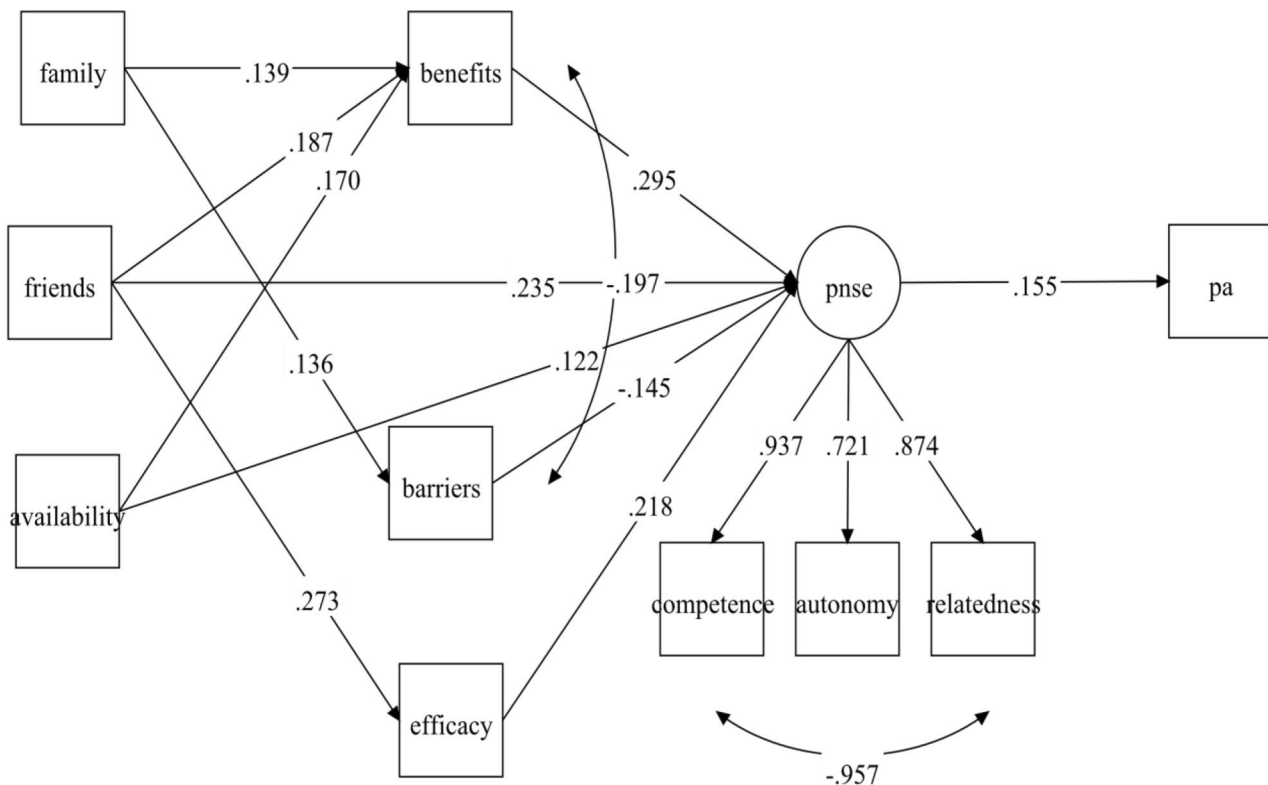 family
.139
benefits
.187
.170
.295
friends
.235
-.197
pnse
.155
pa
.136
.122
-.145
.937
.721
.874
availability
barriers
.218
.273
competence
autonomy
relatedness
efficacy
-.957